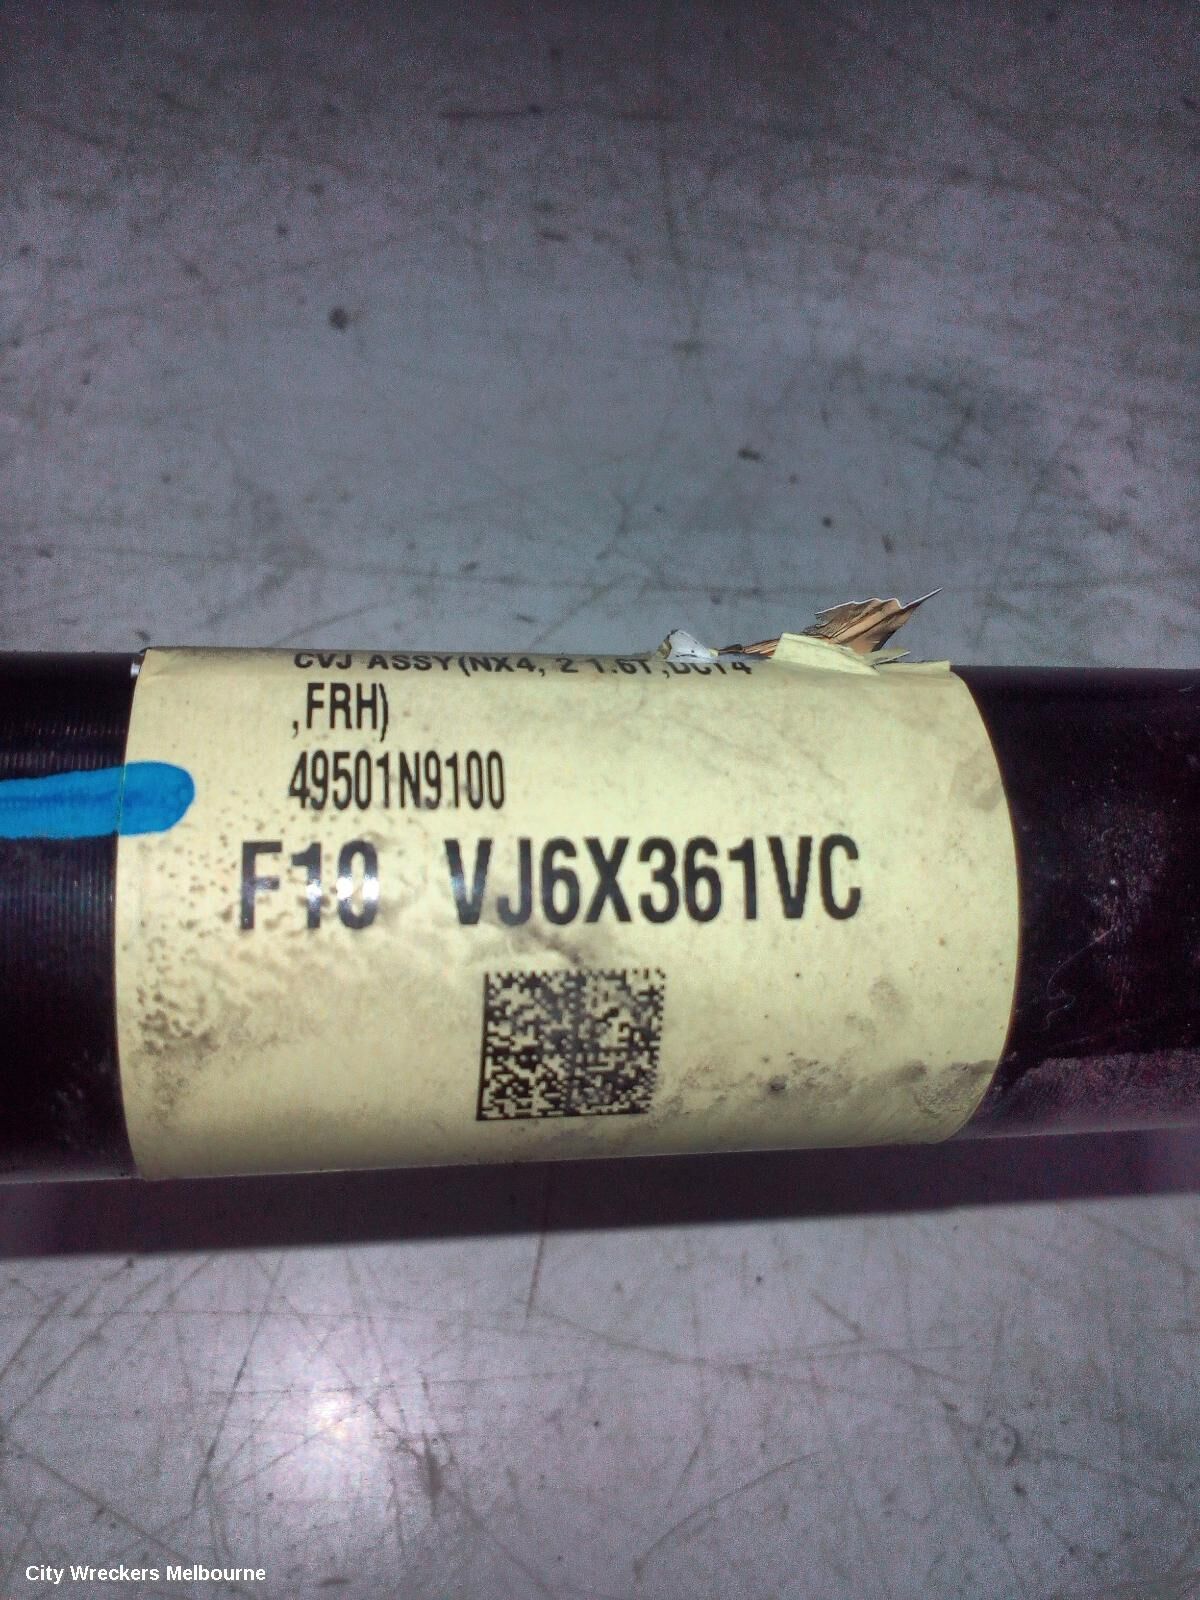 CVJ ASSY(NX4, 2 1.6T ,DCT4
,FRH)
49501N9100
F10 VJ6X361VC
City Wreckers Melbourne